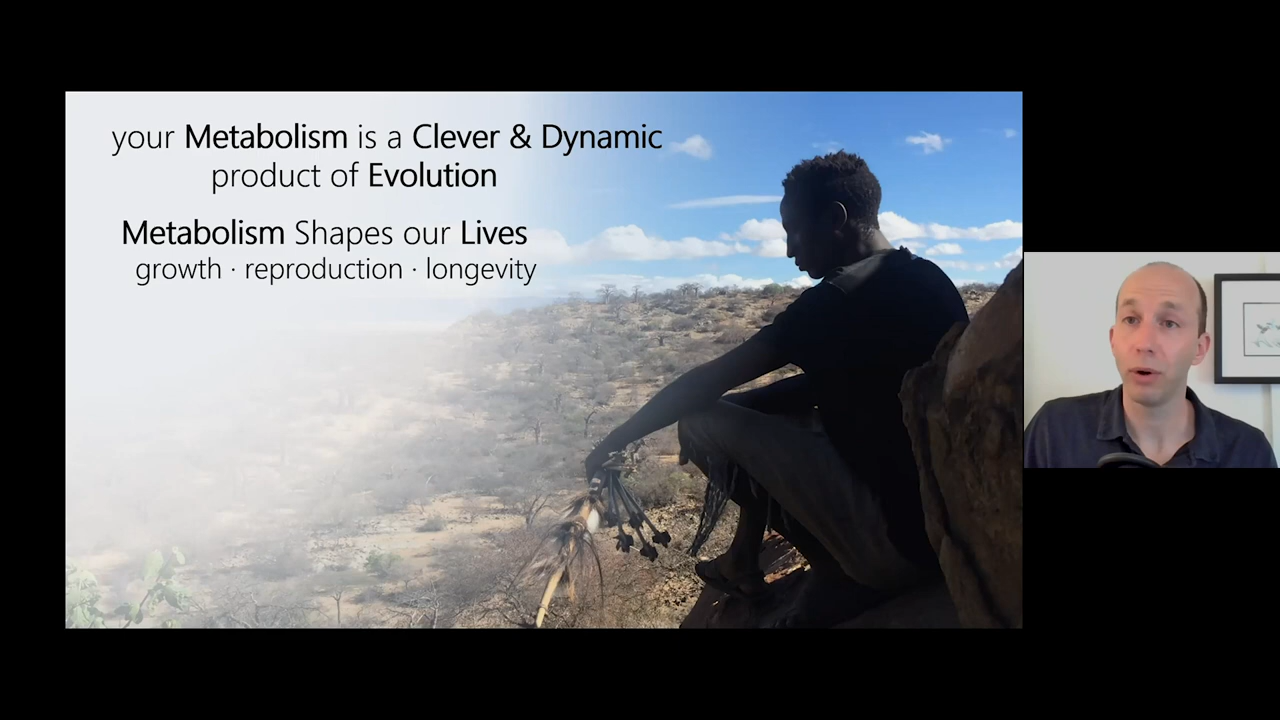 your Metabolism is a Clever & Dynamic
product of Evolution
Metabolism Shapes our Lives
growth · reproduction · longevity